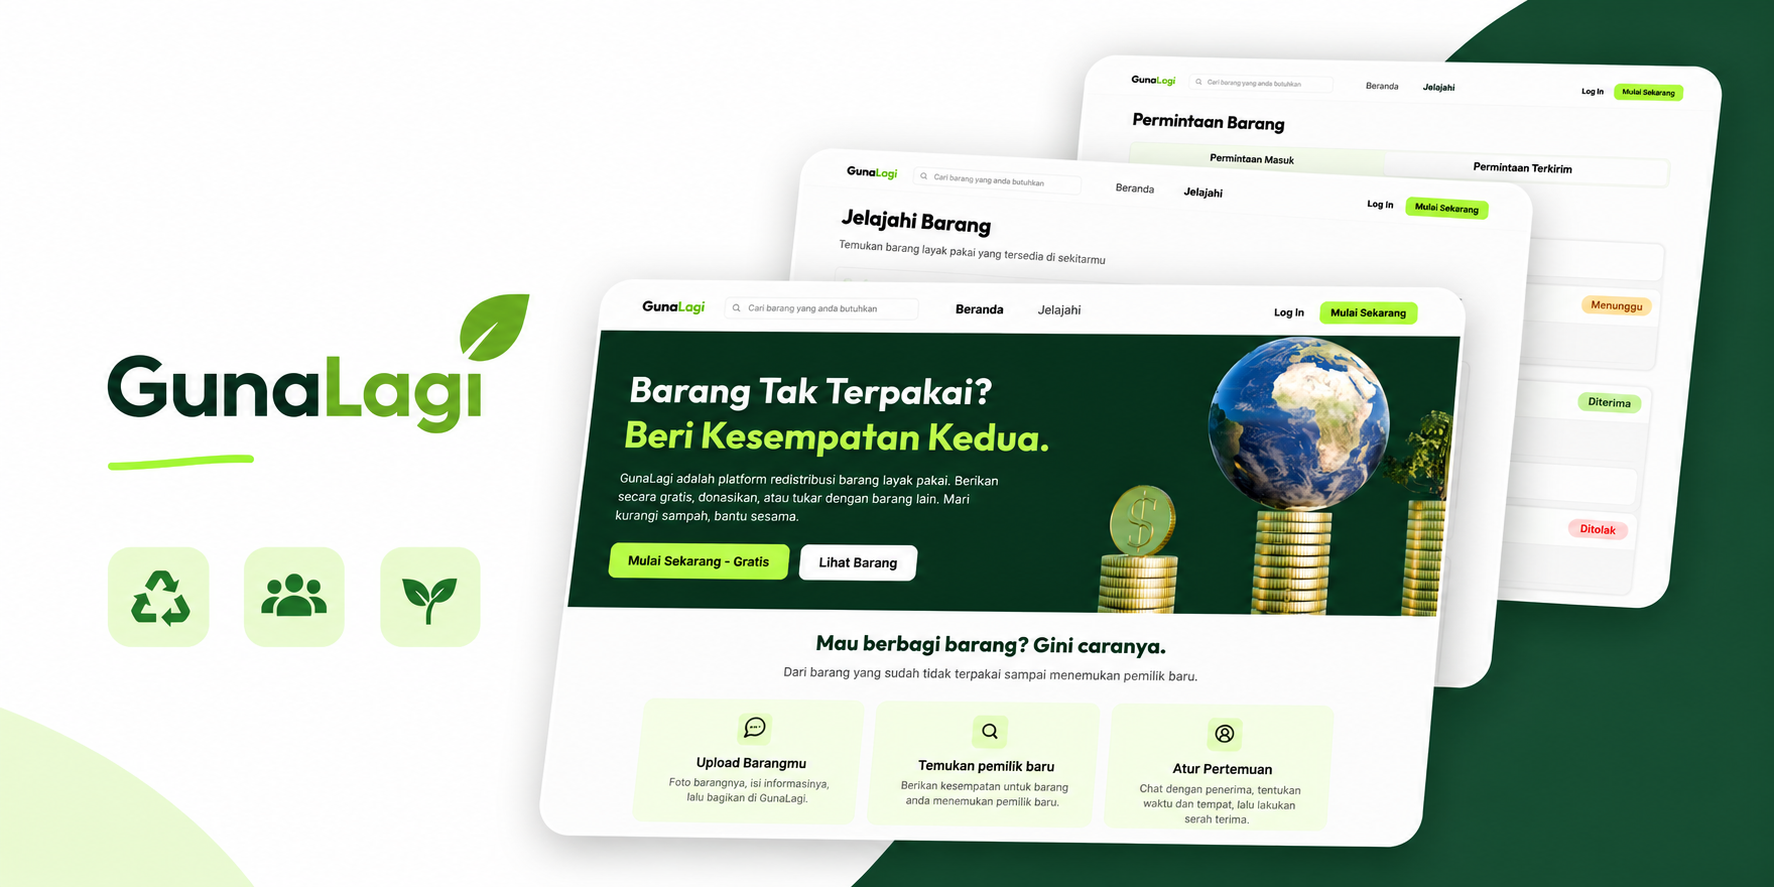 GunaLagi
GunaLagi
Cari barang yang anda butuhkan
Beranda
Jelajahi
Log In
Mulai Sekarang
Permintaan Barang
Permintaan Masuk
Permintaan Terkirim
Menunggu
Diterima
Ditolak
GunaLagi
Cari barang yang anda butuhkan
Beranda
Jelajahi
Log In
Mulai Sekarang
Jelajahi Barang
Temukan barang layak pakai yang tersedia di sekitarmu
GunaLagi
Cari barang yang anda butuhkan
Beranda
Jelajahi
Log In
Mulai Sekarang
Barang Tak Terpakai?
Beri Kesempatan Kedua.
GunaLagi adalah platform redistribusi barang layak pakai. Berikan
secara gratis, donasikan, atau tukar dengan barang lain. Mari
kurangi sampah, bantu sesama.
Mulai Sekarang - Gratis
Lihat Barang
Mau berbagi barang? Gini caranya.
Dari barang yang sudah tidak terpakai sampai menemukan pemilik baru.
Upload Barangmu
Foto barangnya, isi informasinya,
lalu bagikan di GunaLagi.
Temukan pemilik baru
Berikan kesempatan untuk barang
anda menemukan pemilik baru.
Atur Pertemuan
Chat dengan penerima, tentukan
waktu dan tempat, lalu lakukan
serah terima.